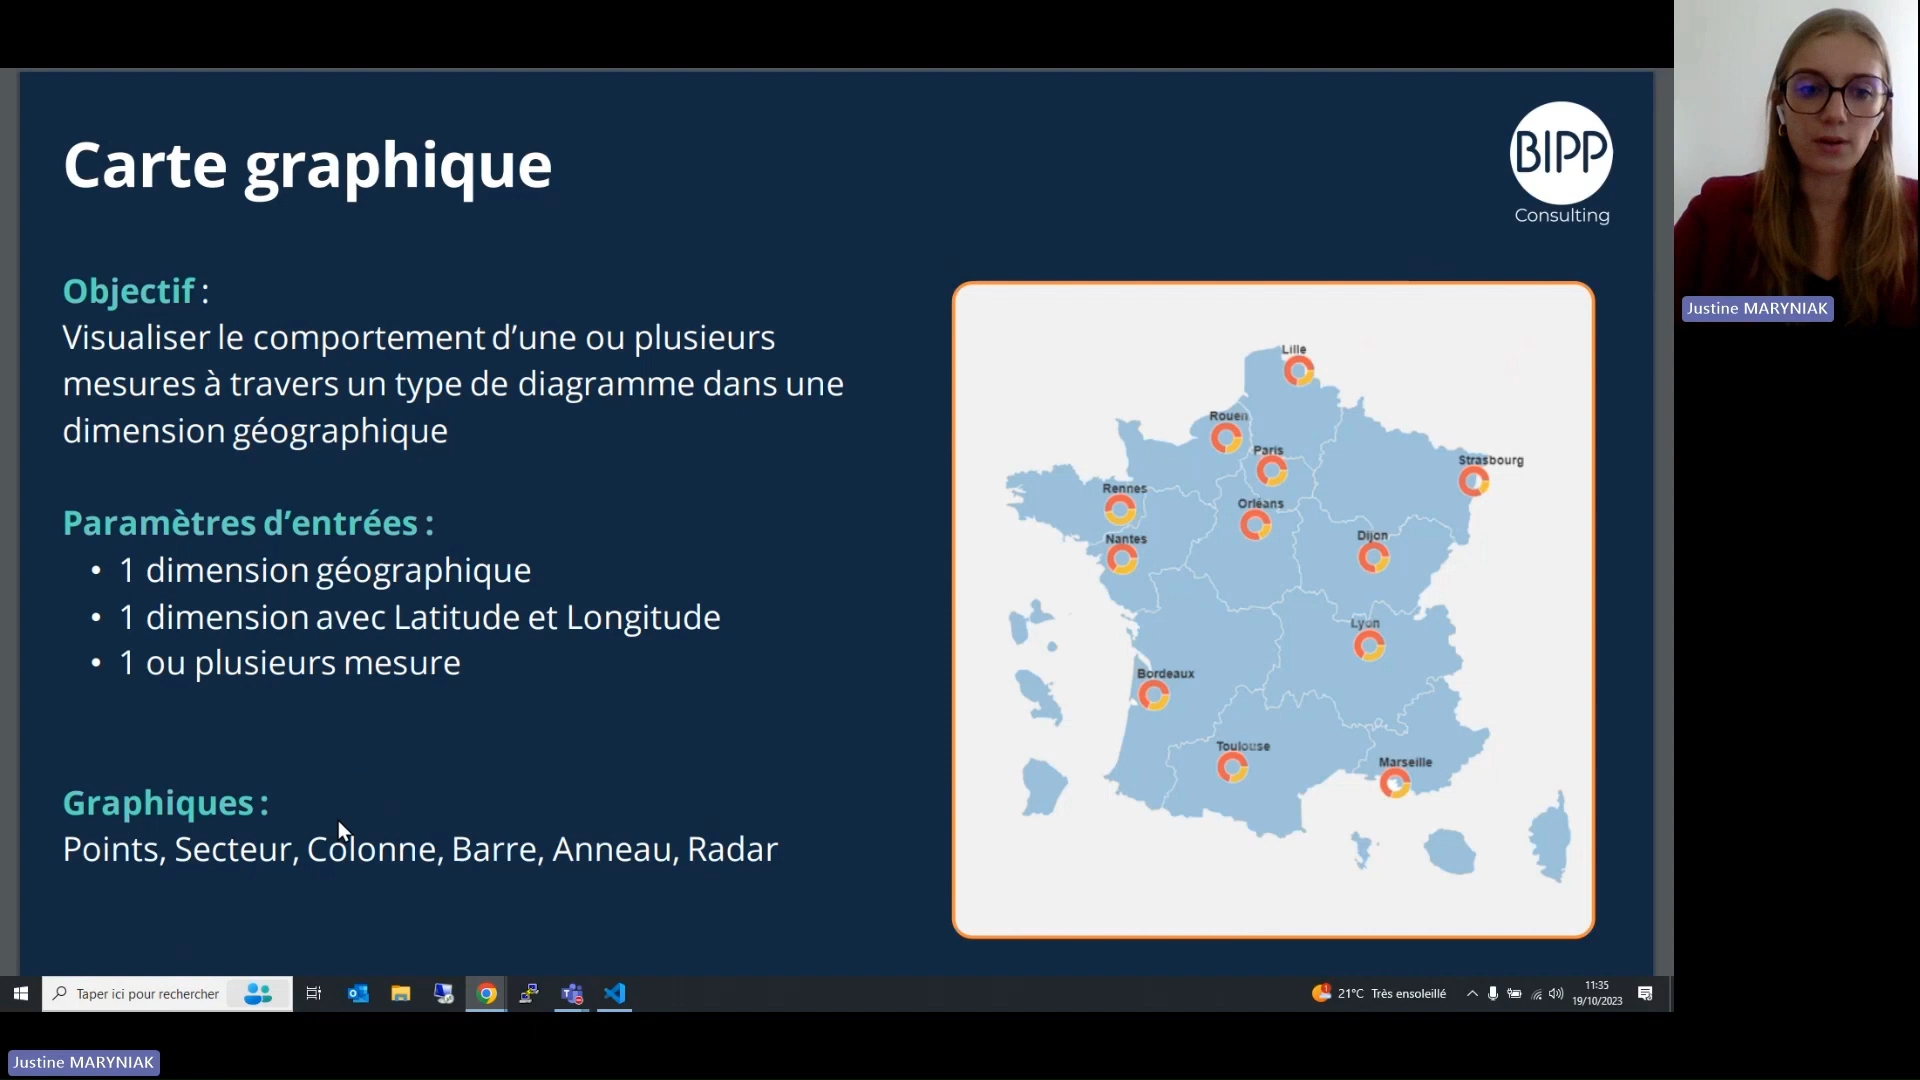 Carte graphique
BIPP
Consulting
Objectif :
Visualiser le comportement d’une ou plusieurs
mesures à travers un type de diagramme dans une
dimension géographique
Paramètres d’entrées :
• 1 dimension géographique
• 1 dimension avec Latitude et Longitude
• 1 ou plusieurs mesure
Graphiques :
Points, Secteur, Colonne, Barre, Anneau, Radar
Lille
Rouen
Paris
Strasbourg
Rennes
Orléans
Nantes
Dijon
Lyon
Bordeaux
Toulouse
Marseille
Justine MARYNIAK
Taper ici pour rechercher
21°C Très ensoleillé
11:35
19/10/2023
Justine MARYNIAK